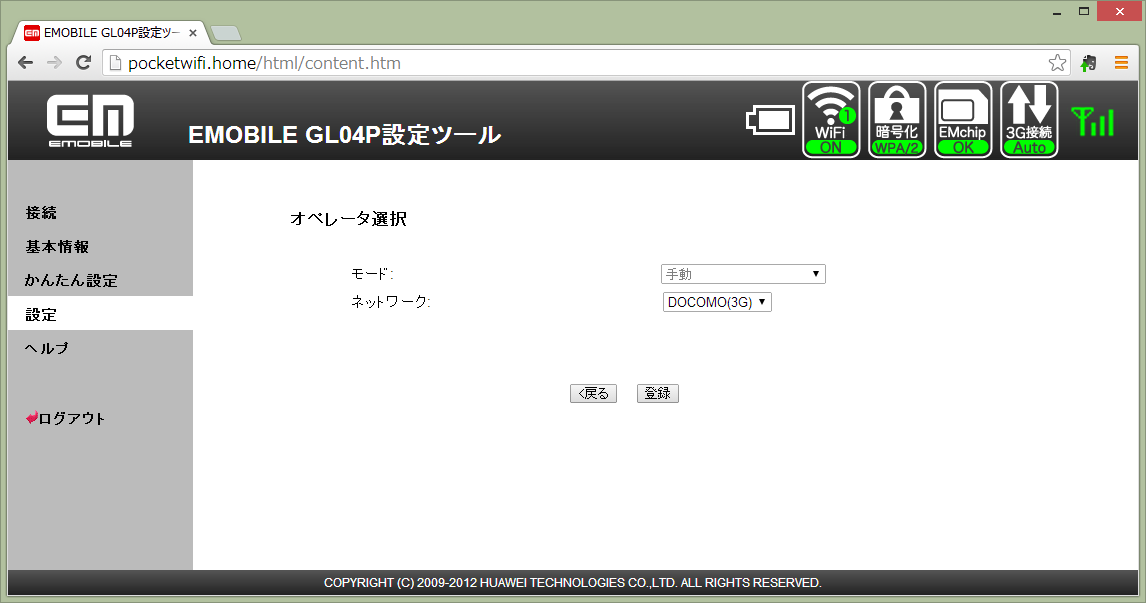 EMOBILE GL04P設定ツー
pocketwifi.home/html/content.htm
EM
EMOBILE
EMOBILE GL04P設定ツール
1
WiFi
ON
暗号化
WPA/2
EMchip
OK
3G接続
Auto
接続
基本情報
かんたん設定
設定
ヘルプ
ログアウト
オペレータ選択
モード: 手動
ネットワーク: DOCOMO(3G)
<戻る 登録
COPYRIGHT (C) 2009-2012 HUAWEI TECHNOLOGIES CO.,LTD. ALL RIGHTS RESERVED.